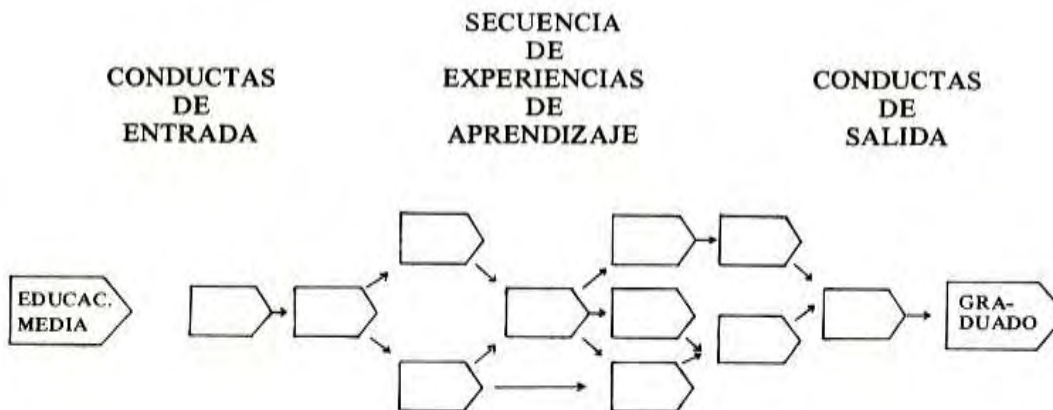 CONDUCTAS
DE
ENTRADA
SECUENCIA
DE
EXPERIENCIAS
DE
APRENDIZAJE
CONDUCTAS
DE
SALIDA
EDUCAC.
MEDIA
GRA-
DUADO